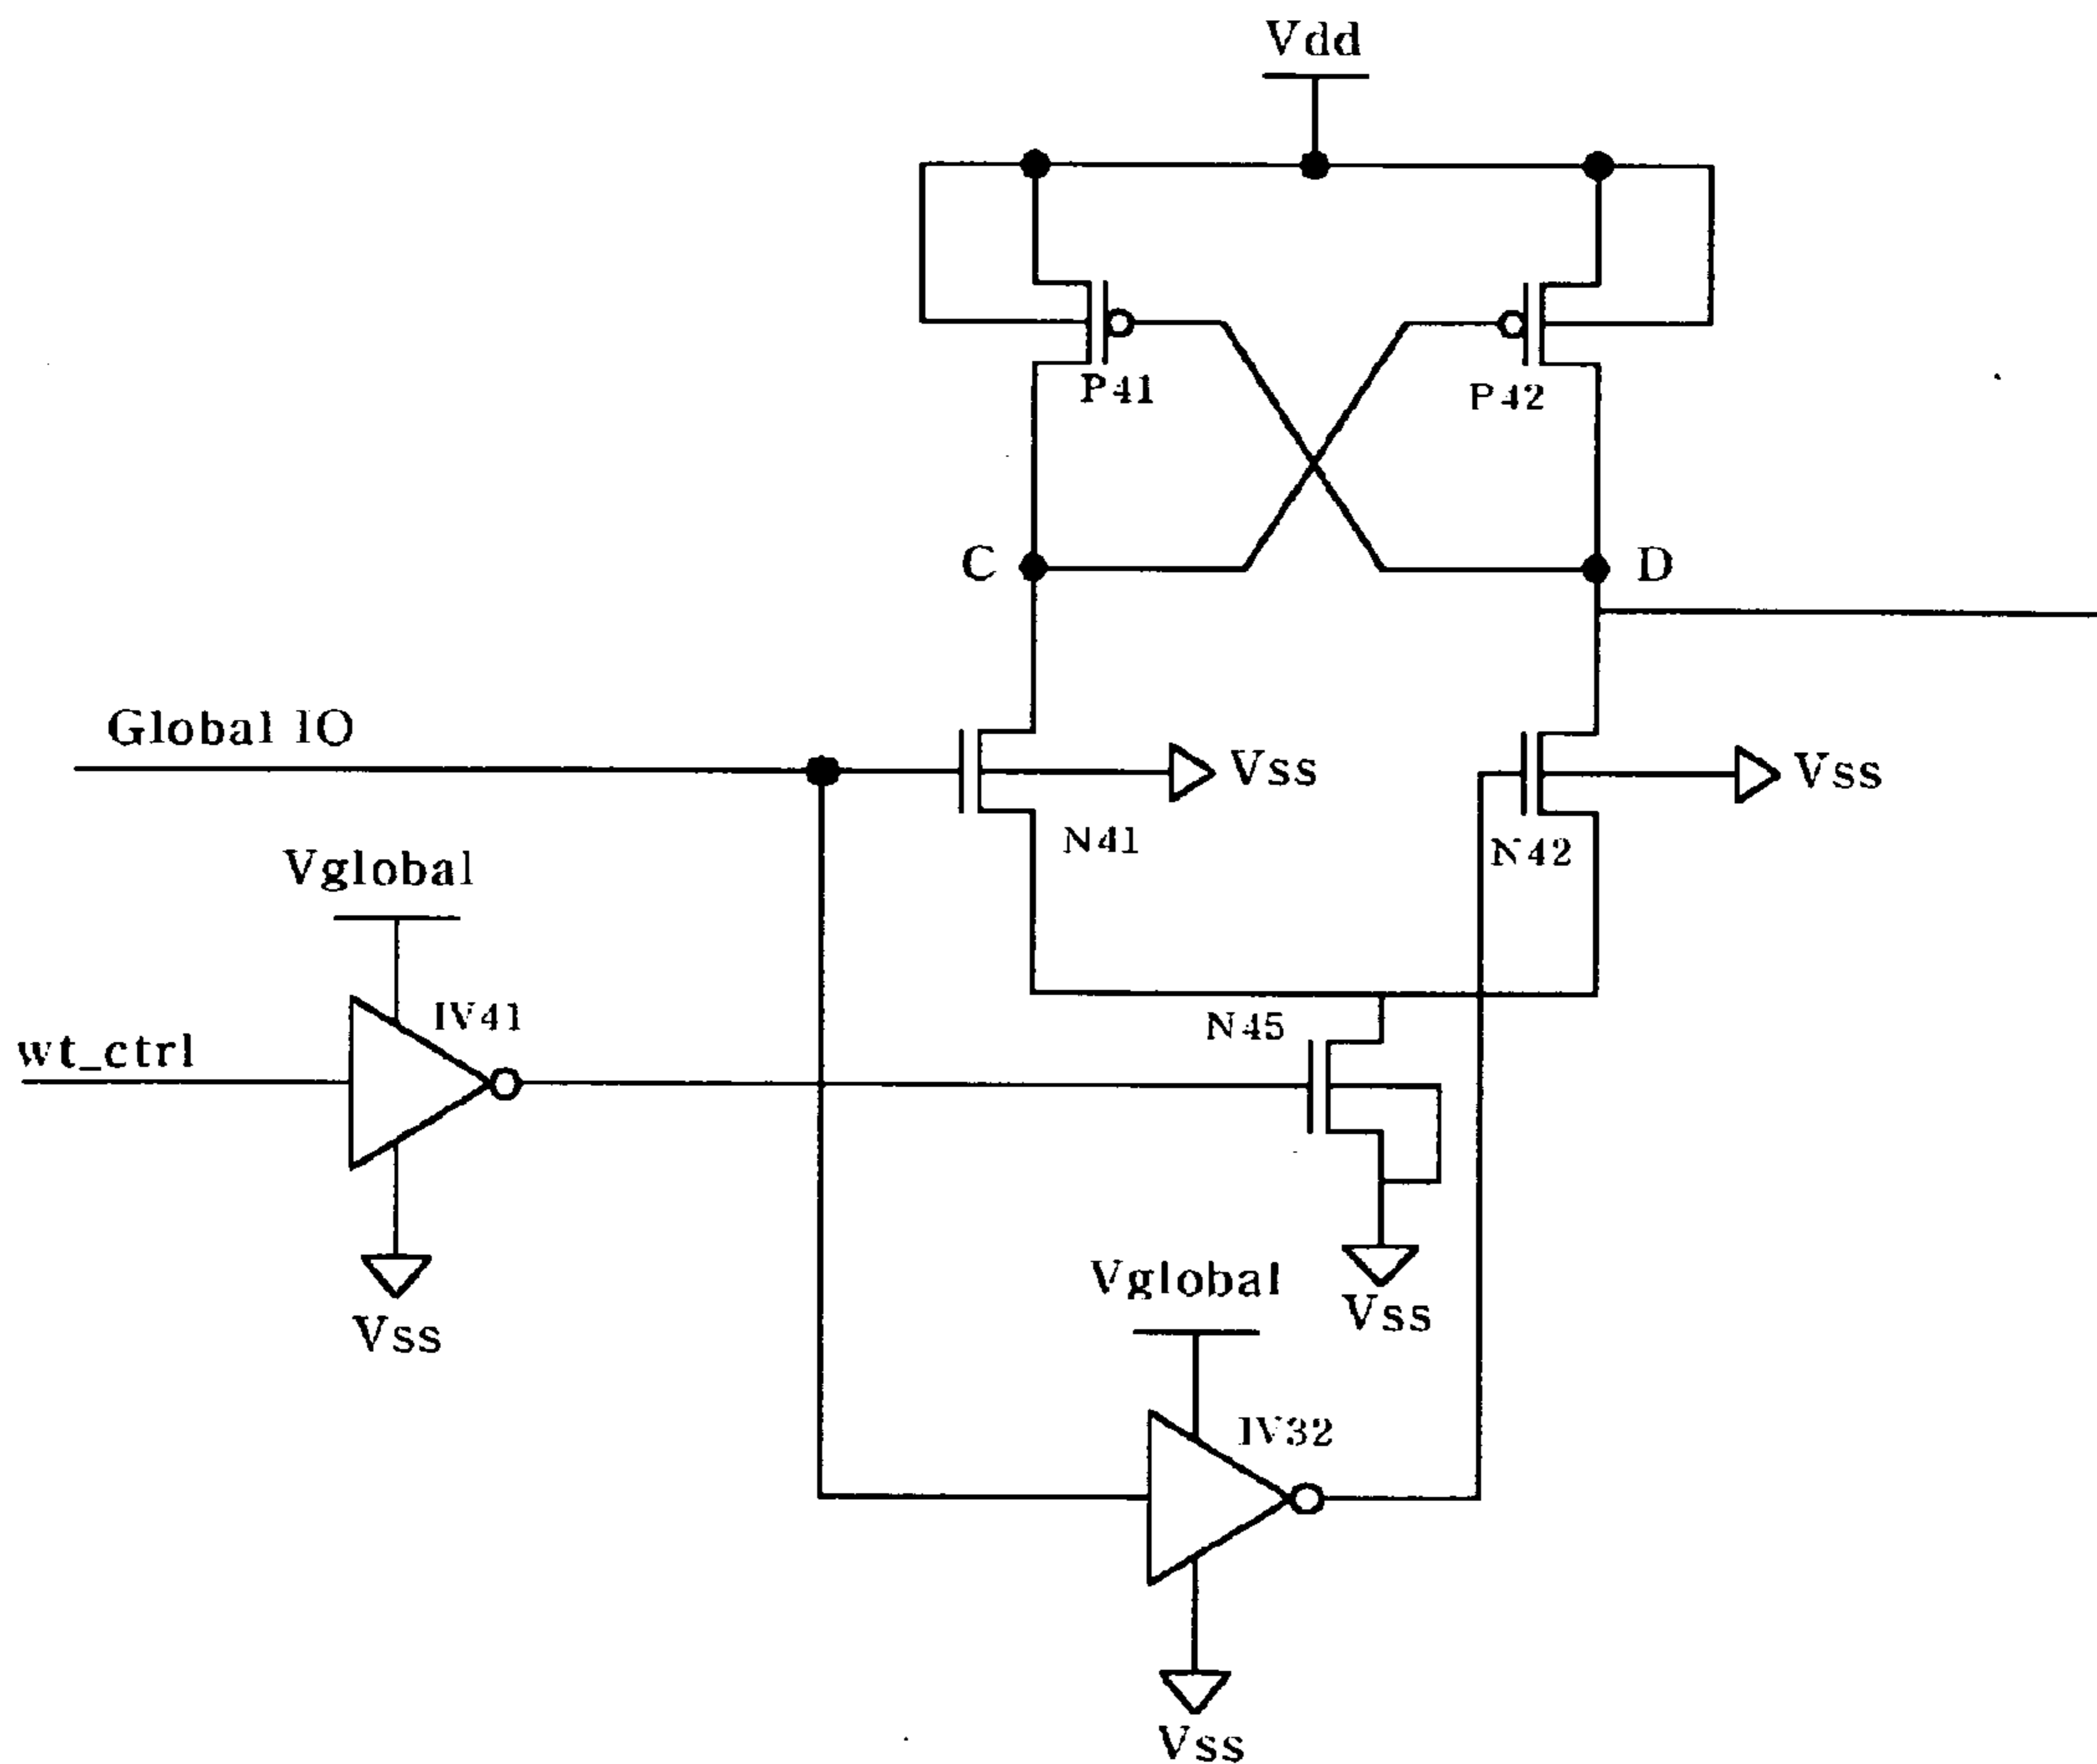 Vdd
P41
P42
C
D
Global IO
Vss
Vss
N41
N42
Vglobal
IV41
N45
wt_ctrl
Vglobal
Vss
Vss
IV32
Vss